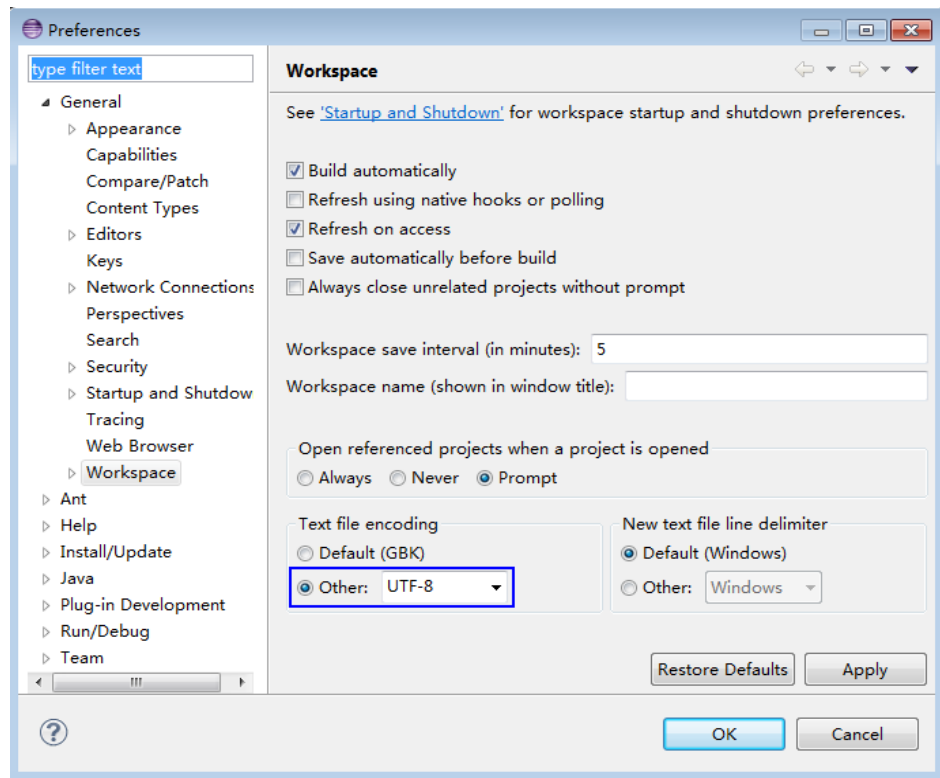 Preferences
type filter text
General
Appearance
Capabilities
Compare/Patch
Content Types
Editors
Keys
Network Connections
Perspectives
Search
Security
Startup and Shutdow
Tracing
Web Browser
Workspace
Ant
Help
Install/Update
Java
Plug-in Development
Run/Debug
Team
Workspace
See 'Startup and Shutdown' for workspace startup and shutdown preferences.
Build automatically
Refresh using native hooks or polling
Refresh on access
Save automatically before build
Always close unrelated projects without prompt
Workspace save interval (in minutes): 5
Workspace name (shown in window title):
Open referenced projects when a project is opened
Always Never Prompt
Text file encoding
Default (GBK)
Other: UTF-8
New text file line delimiter
Default (Windows)
Other: Windows
Restore Defaults Apply
? OK Cancel